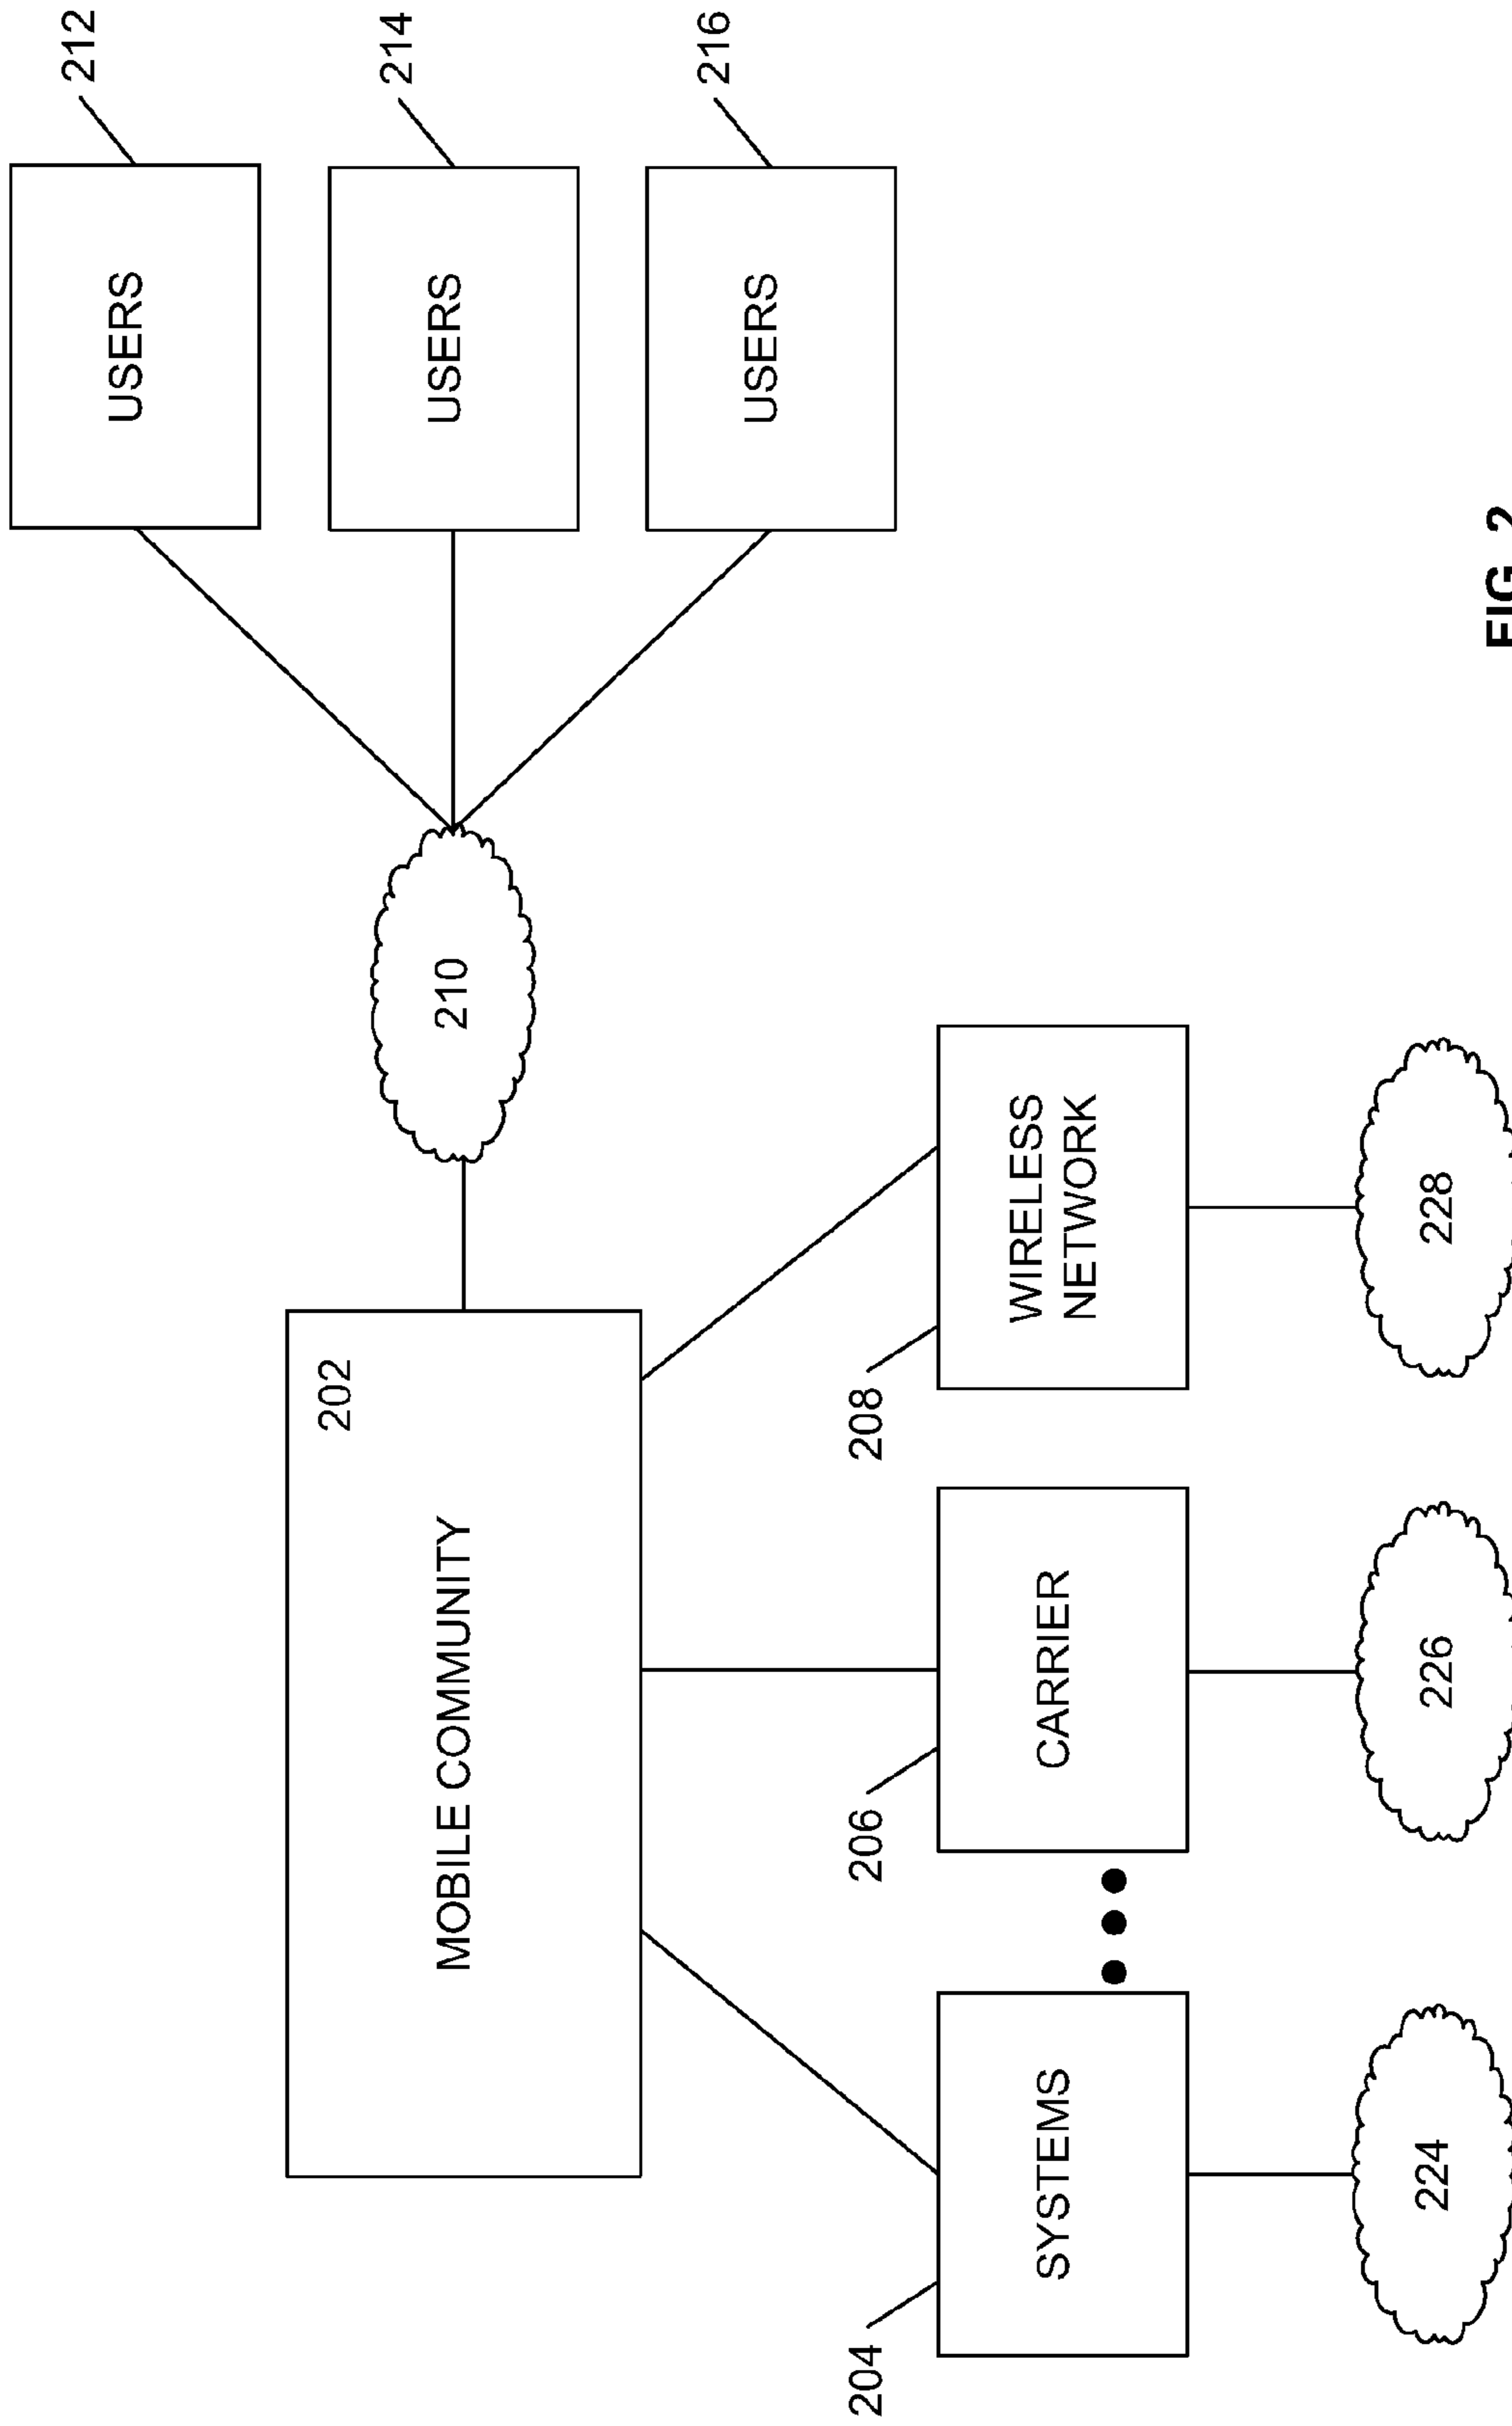 212
USERS
214
USERS
216
USERS
210
202
MOBILE COMMUNITY
204
SYSTEMS
206
CARRIER
208
WIRELESS
NETWORK
224
226
228
FIG. 2